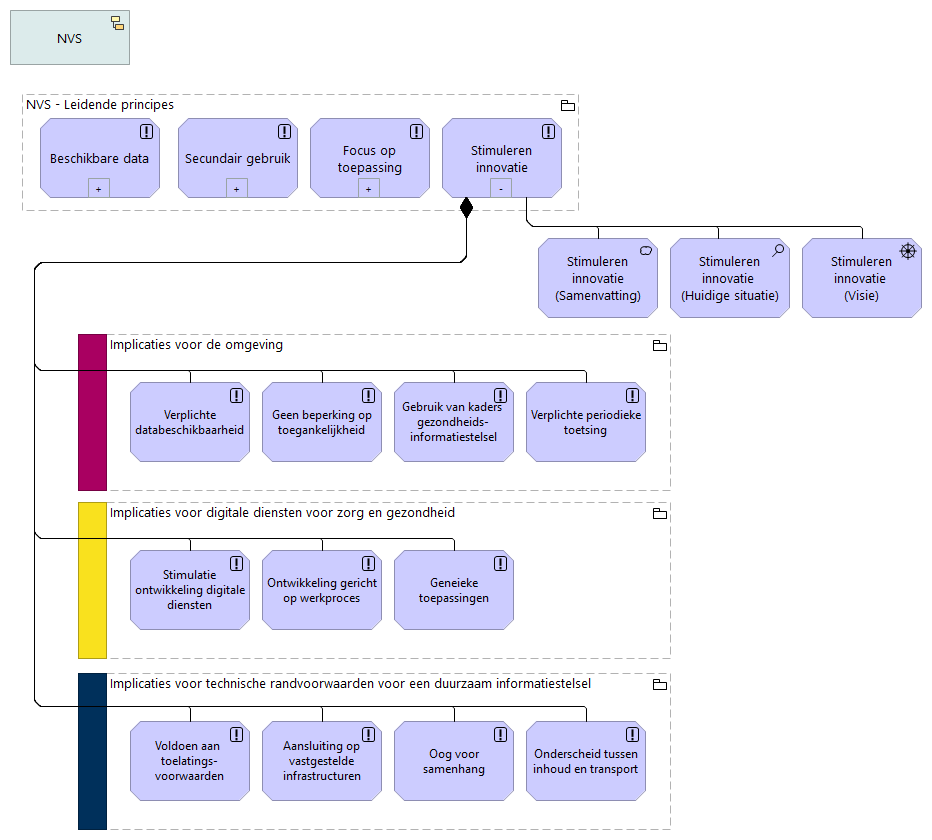 NVS
NVS - Leidende principes
Beschikbare data
+
Secundair gebruik
+
Focus op
toepassing
+
Stimuleren
innovatie
-
Stimuleren
innovatie
(Samenvatting)
Stimuleren
innovatie
(Huidige situatie)
Stimuleren
innovatie
(Visie)
Implicaties voor de omgeving
Verplichte
databeschikbaarheid
Geen beperking op
toegankelijkheid
Gebruik van kaders
gezondheids-
informatiestelsel
Verplichte periodieke
toetsing
Implicaties voor digitale diensten voor zorg en gezondheid
Stimulatie
ontwikkeling digitale
diensten
Ontwikkeling gericht
op werkproces
Geneieke
toepassingen
Implicaties voor technische randvoorwaarden voor een duurzaam informatiestelsel
Voldoen aan
toelatings-
voorwaarden
Aansluiting op
vastgestelde
infrastructuren
Oog voor
samenhang
Onderscheid tussen
inhoud en transport